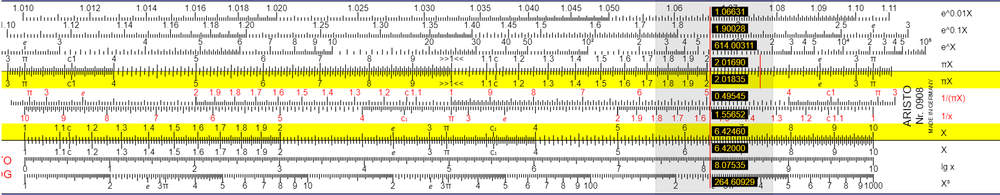 1.010 1.012 1.014 1.016 1.018 1.020 1.025 1.030 1.035 1.040 1.045 1.050 1.06 1.08 1.09 1.10 1.11 e^0.01X
1.06631
1.10 1.12 1.14 1.16 1.18 1.20 1.25 1.30 1.35 1.40 1.45 1.5 1.6 1.7 1.8 2.5 e 3 e^0.1X
1.90028
e 3 4 5 6 7 8 9 10 20 30 40 50 10² 2 3 4 5 2 3 4 5 10⁴ 2 3 4 5 10⁵ e^X
614.00311
3 π c1 4 5 6 7 8 9 >>1<< 1.1 c 1.2 1.3 1.4 1.5 1.6 1.7 1.8 1.9 2 e 3 π πX
2.01690
3 π c1 4 5 6 7 8 9 >>1<< 1.1 c 1.2 1.3 1.4 1.5 1.6 1.7 1.8 1.9 2 e 3 π πX
2.01835
π 3 e 2 1.9 1.8 1.7 1.6 1.5 1.4 1.3 1.2 c 1.1 1 9 8 7 6 5 4 c1 π 3 1/(πX)
0.49545
10 9 8 7 6 5 4 c₁ π 3 e 2 1.9 1.8 1.7 1.6 1.4 1.3 1.2 c 1.1 1 1/x
1.55652
1 1.1 c 1.2 1.3 1.4 1.5 1.6 1.7 1.8 1.9 2 e 3 π c₁ 4 5 6 8 9 10 X
6.42460
1 1.1 c 1.2 1.3 1.4 1.5 1.6 1.7 1.8 1.9 2 e 3 π c₁ 4 5 6 8 9 10 X
6.42000
0 1 2 3 4 5 6 7 8 9 10 lg x
8.07535
1 2 e 3 π 4 5 6 7 8 9 10 2 e 3 π 4 5 6 7 8 9 100 2 4 5 6 7 8 9 1000 X³
264.60929
ARISTO
Nr. 0908
MADE IN GERMANY
TO
OG